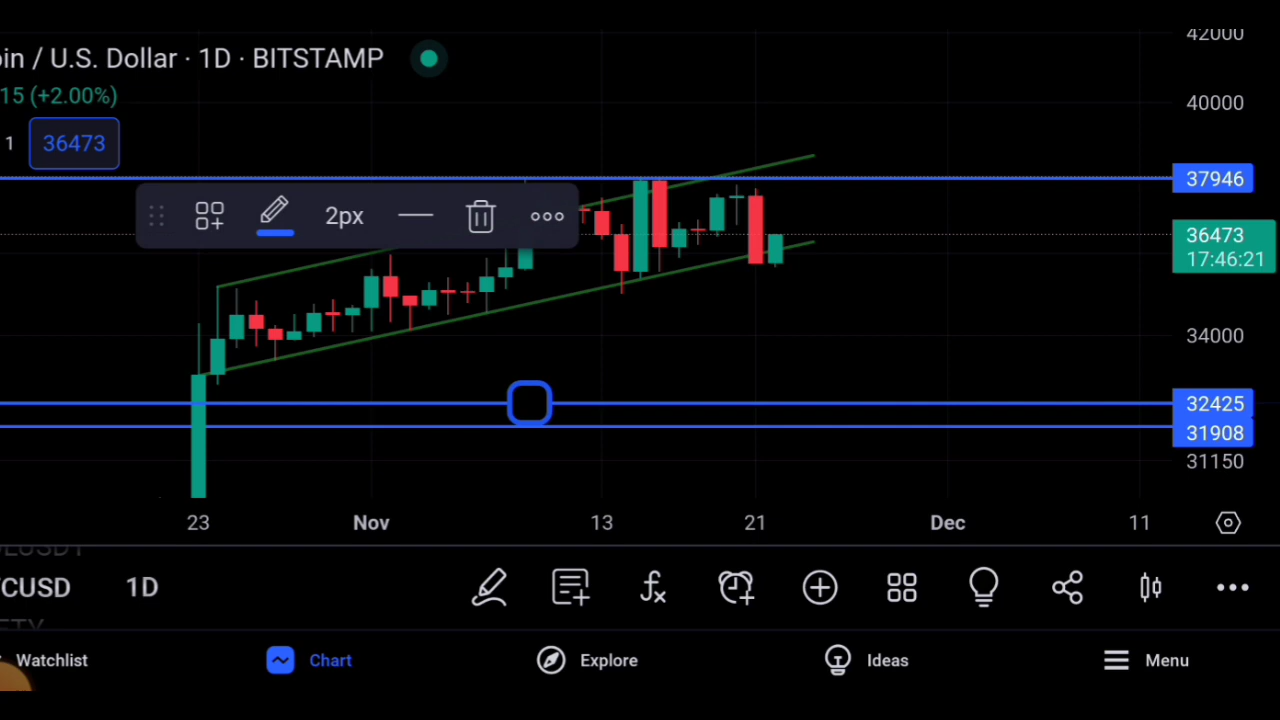 42000
in / U.S. Dollar · 1D · BITSTAMP
15 (+2.00%)
40000
1
36473
37946
2px
36473
17:46:21
34000
32425
31908
31150
23
Nov
13
21
Dec
11
CUSD
1D
Watchlist
Chart
Explore
Ideas
Menu